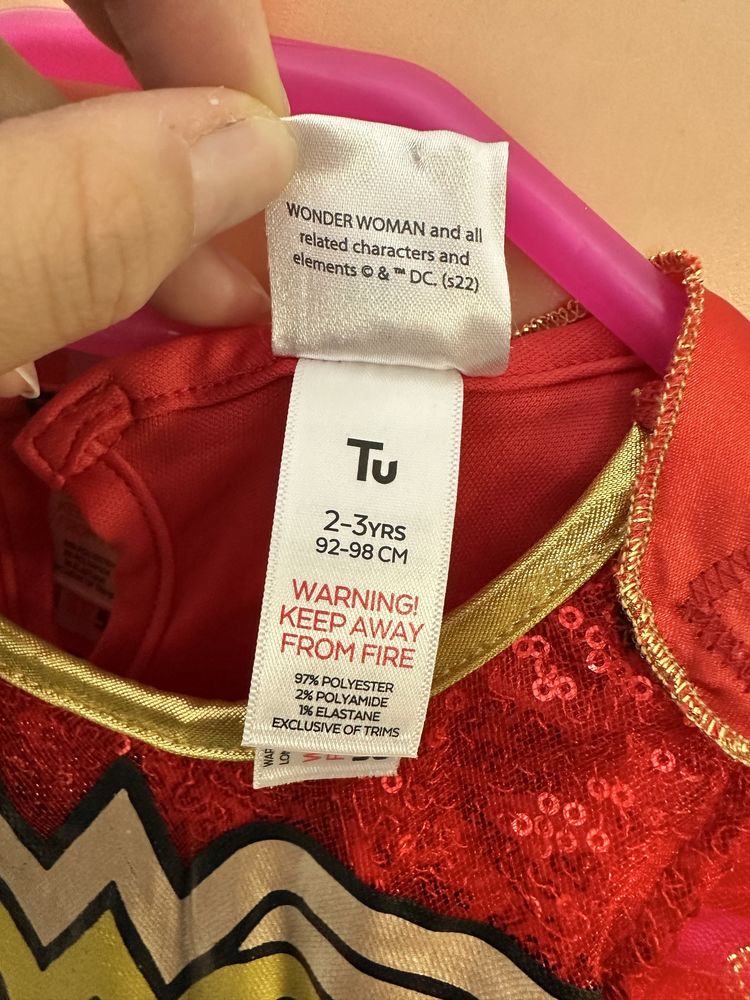 WONDER WOMAN and all
related characters and
elements © & ™ DC. (s22)
Tu
2-3YRS
92-98 CM
WARNING!
KEEP AWAY
FROM FIRE
97% POLYESTER
2% POLYAMIDE
1% ELASTANE
EXCLUSIVE OF TRIMS